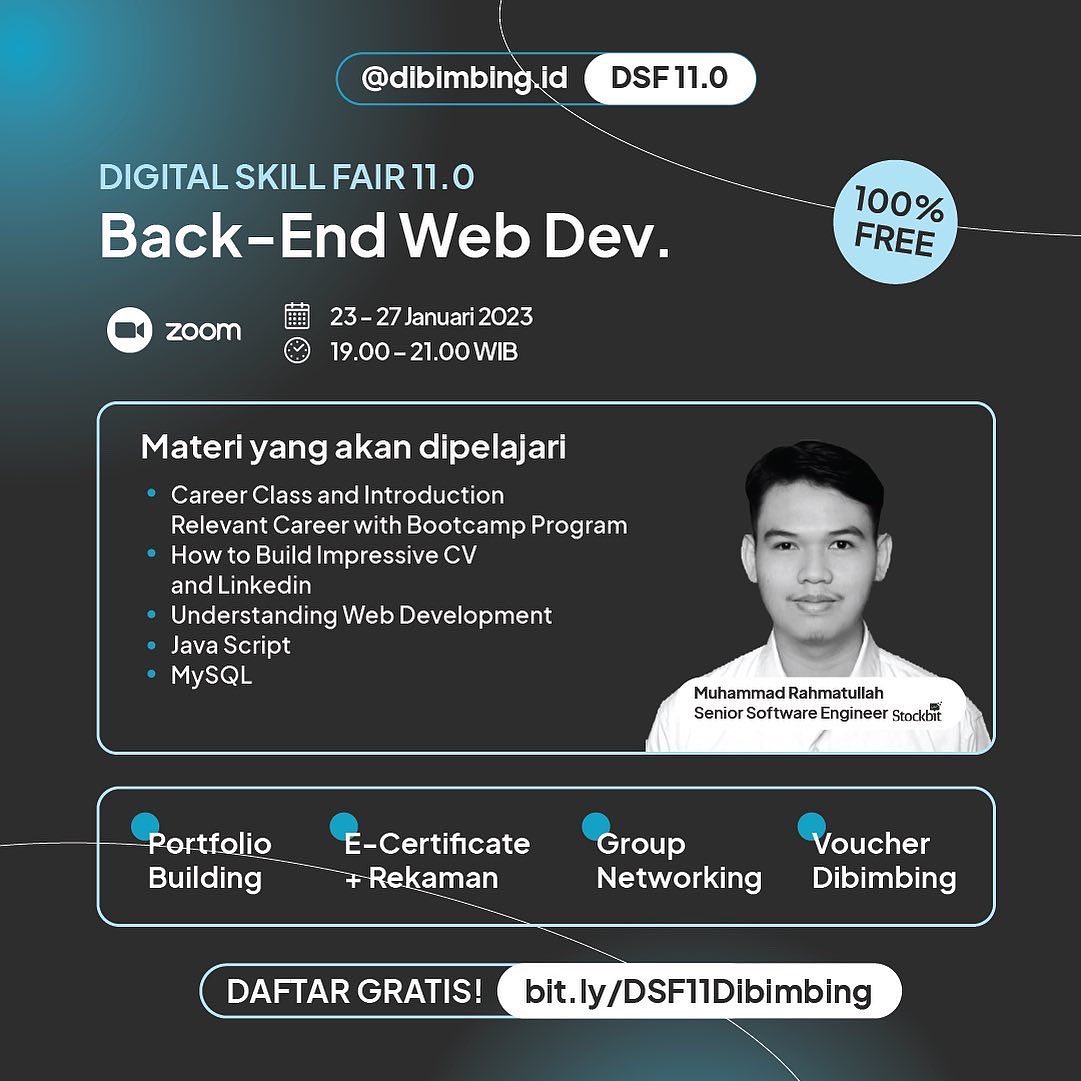 @dibimbing.id DSF 11.0
DIGITAL SKILL FAIR 11.0
Back-End Web Dev.
100%
FREE
zoom
23 - 27 Januari 2023
19.00 - 21.00 WIB
Materi yang akan dipelajari
Career Class and Introduction
Relevant Career with Bootcamp Program
How to Build Impressive CV
and Linkedin
Understanding Web Development
Java Script
MySQL
Muhammad Rahmatullah
Senior Software Engineer Stockbit
Portfolio
Building
E-Certificate
+ Rekaman
Group
Networking
Voucher
Dibimbing
DAFTAR GRATIS! bit.ly/DSF11Dibimbing